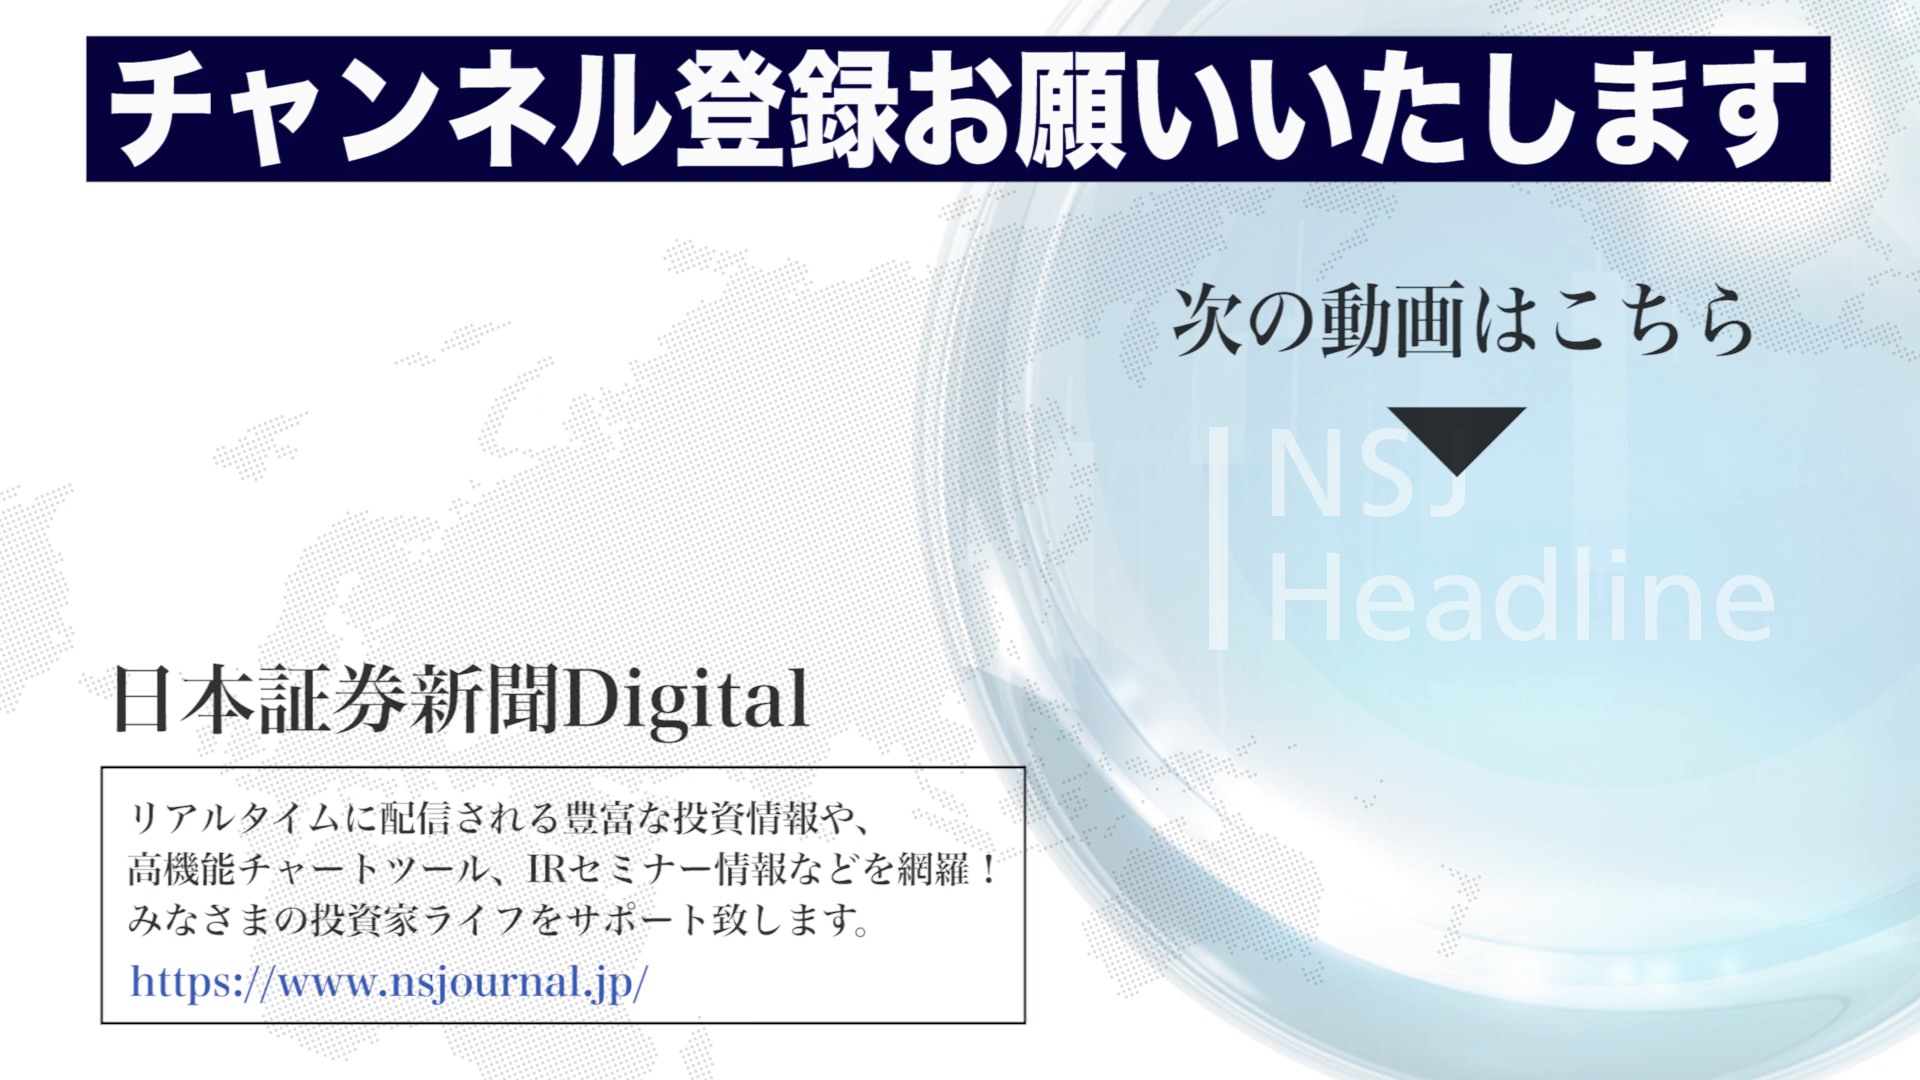 チャンネル登録お願いいたします
次の動画はこちら
NSJ
Headline
日本証券新聞Digital
リアルタイムに配信される豊富な投資情報や、
高機能チャートツール、IRセミナー情報などを網羅！
みなさまの投資家ライフをサポート致します。
https://www.nsjournal.jp/